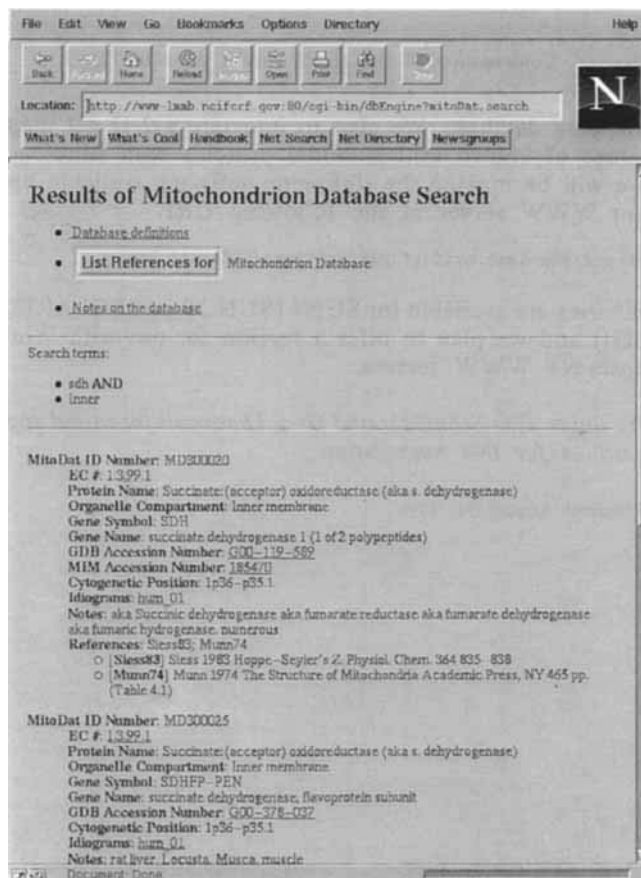 File Edit View Go Bookmarks Options Directory Help
Back Forward Home Reload Images Open Print Find Stop
N
Location: http://www-lmmb.ncifcrf.gov:80/cgi-bin/dbEngine?mitoDat.search
What's New What's Cool Handbook Net Search Net Directory Newsgroups
Results of Mitochondrion Database Search
• Database definitions
• List References for Mitochondrion Database
• Notes on the database
Search terms:
• sdh AND
• inner
MitoDat ID Number: MD300020
EC #: 1.3.99.1
Protein Name: Succinate:(acceptor) oxidoreductase (aka s. dehydrogenase)
Organelle Compartment: Inner membrane
Gene Symbol: SDH
Gene Name: succinate dehydrogenase 1 (1 of 2 polypeptides)
GDB Accession Number: G00-119-589
MIM Accession Number: 185470
Cytogenetic Position: 1p36-p35.1
Idiograms: hum_01
Notes: aka Succinic dehydrogenase aka fumarate reductase aka fumarate dehydrogenase
aka fumaric hydrogenase. numerous
References: Siess83; Munn74
○ [Siess83] Siess 1983 Hoppe-Seyler's Z. Physiol. Chem. 364 835-838
○ [Munn74] Munn 1974 The Structure of Mitochondria Academic Press, NY 465 pp.
(Table 4.1)
MitoDat ID Number: MD300025
EC #: 1.3.99.1
Protein Name: Succinate:(acceptor) oxidoreductase (aka s. dehydrogenase)
Organelle Compartment: Inner membrane
Gene Symbol: SDHFP-PEN
Gene Name: succinate dehydrogenase, flavoprotein subunit
GDB Accession Number: G00-378-037
Cytogenetic Position: 1p36-p35.1
Idiograms: hum_01
Notes: rat liver, Locusta, Musca, muscle
Document: Done